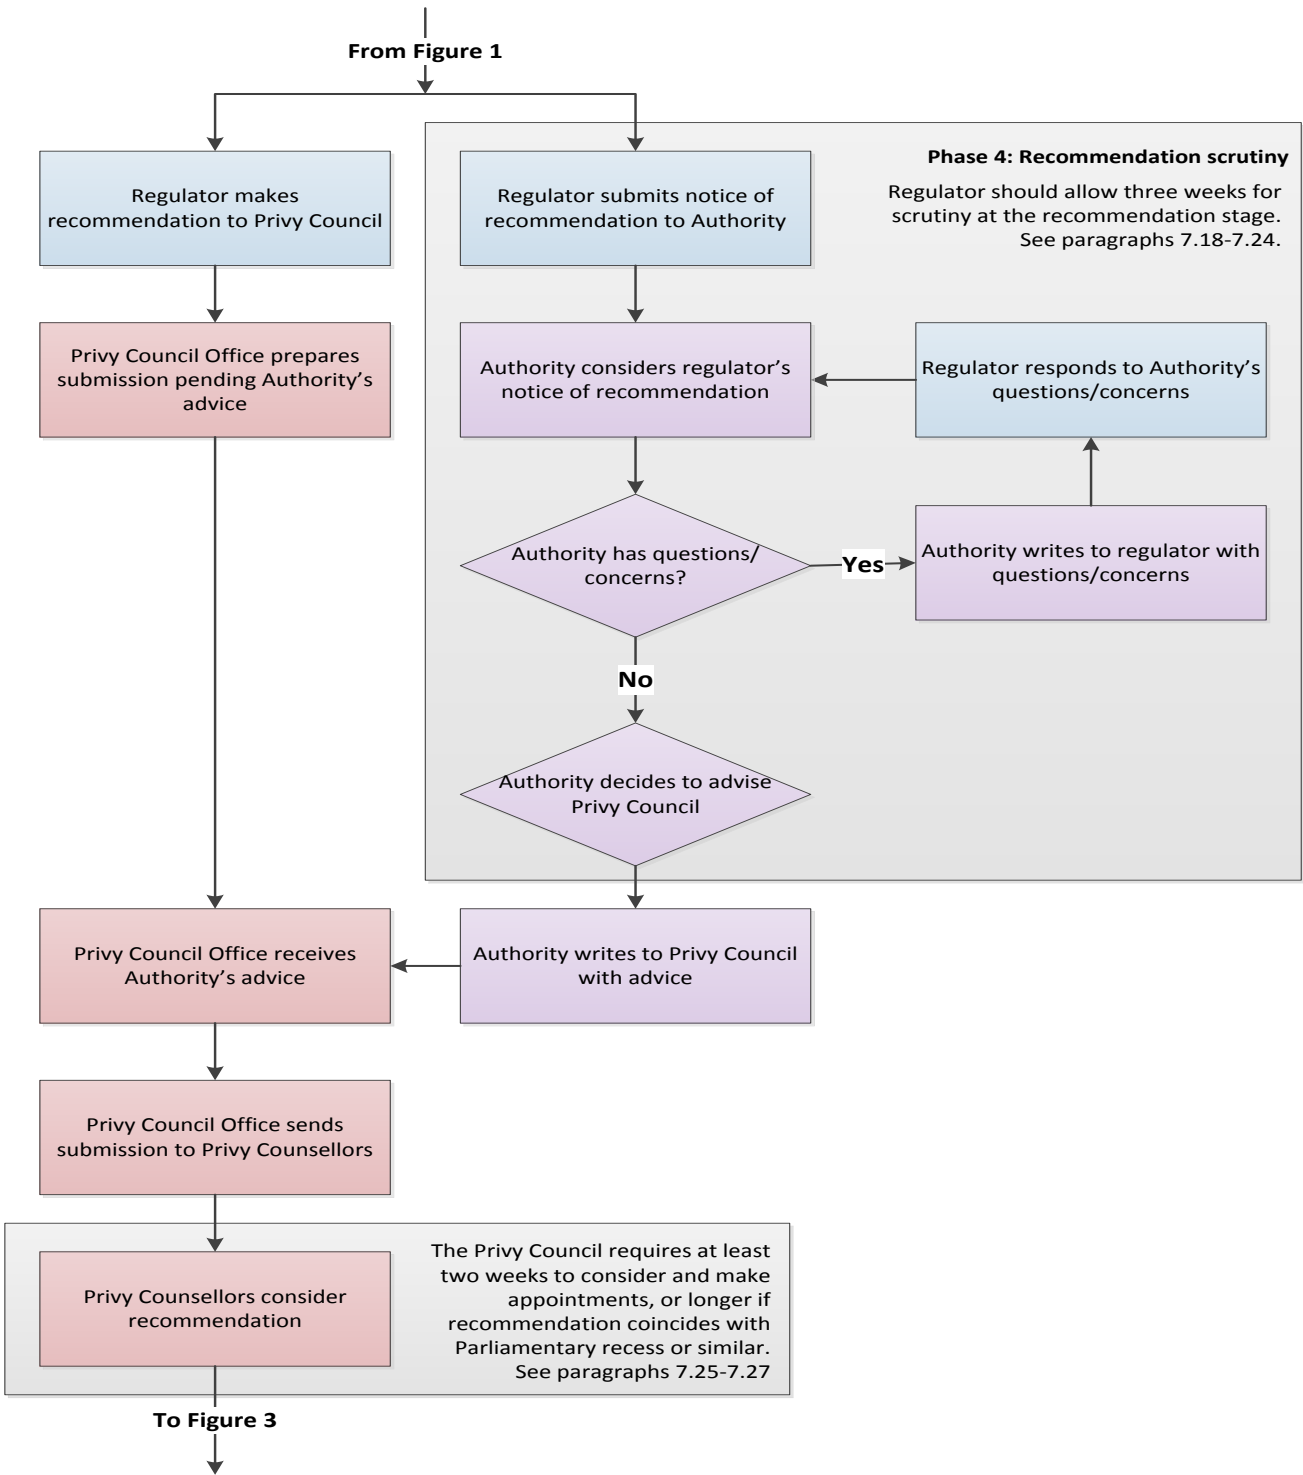 From Figure 1
Regulator makes
recommendation to Privy Council
Regulator submits notice of
recommendation to Authority
Phase 4: Recommendation scrutiny
Regulator should allow three weeks for
scrutiny at the recommendation stage.
See paragraphs 7.18-7.24.
Privy Council Office prepares
submission pending Authority’s
advice
Authority considers regulator’s
notice of recommendation
Regulator responds to Authority’s
questions/concerns
Authority has questions/
concerns?
Yes
Authority writes to regulator with
questions/concerns
No
Authority decides to advise
Privy Council
Privy Council Office receives
Authority’s advice
Authority writes to Privy Council
with advice
Privy Council Office sends
submission to Privy Counsellors
Privy Counsellors consider
recommendation
The Privy Council requires at least
two weeks to consider and make
appointments, or longer if
recommendation coincides with
Parliamentary recess or similar.
See paragraphs 7.25-7.27
To Figure 3